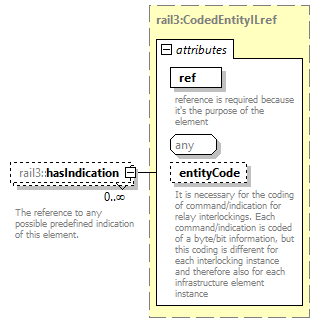 rail3:CodedEntityILref
attributes
ref
reference is required because
it's the purpose of the
element
any
entityCode
It is necessary for the coding
of command/indication for
relay interlockings. Each
command/indication is coded
of a byte/bit information, but
this coding is different for
each interlocking instance
and therefore also for each
infrastructure element
instance
rail3::hasIndication
0..∞
The reference to any
possible predefined indication
of this element.